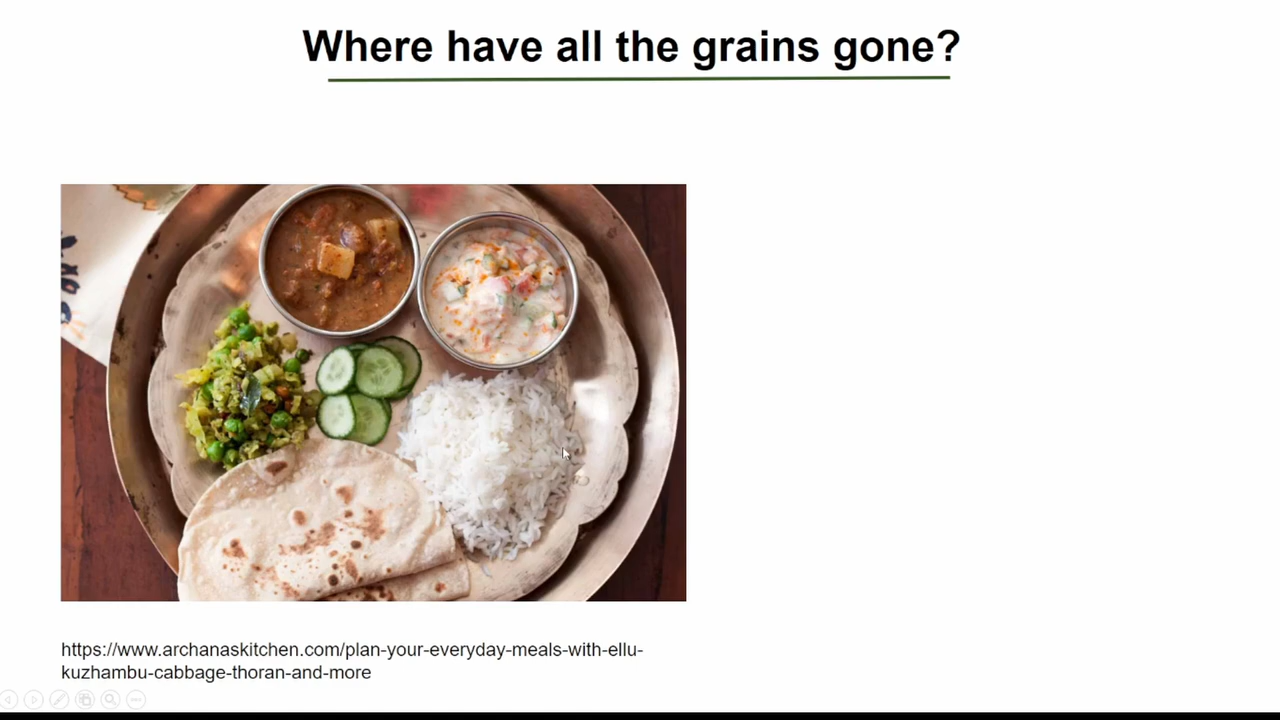 Where have all the grains gone?
https://www.archanaskitchen.com/plan-your-everyday-meals-with-ellu-
kuzhambu-cabbage-thoran-and-more